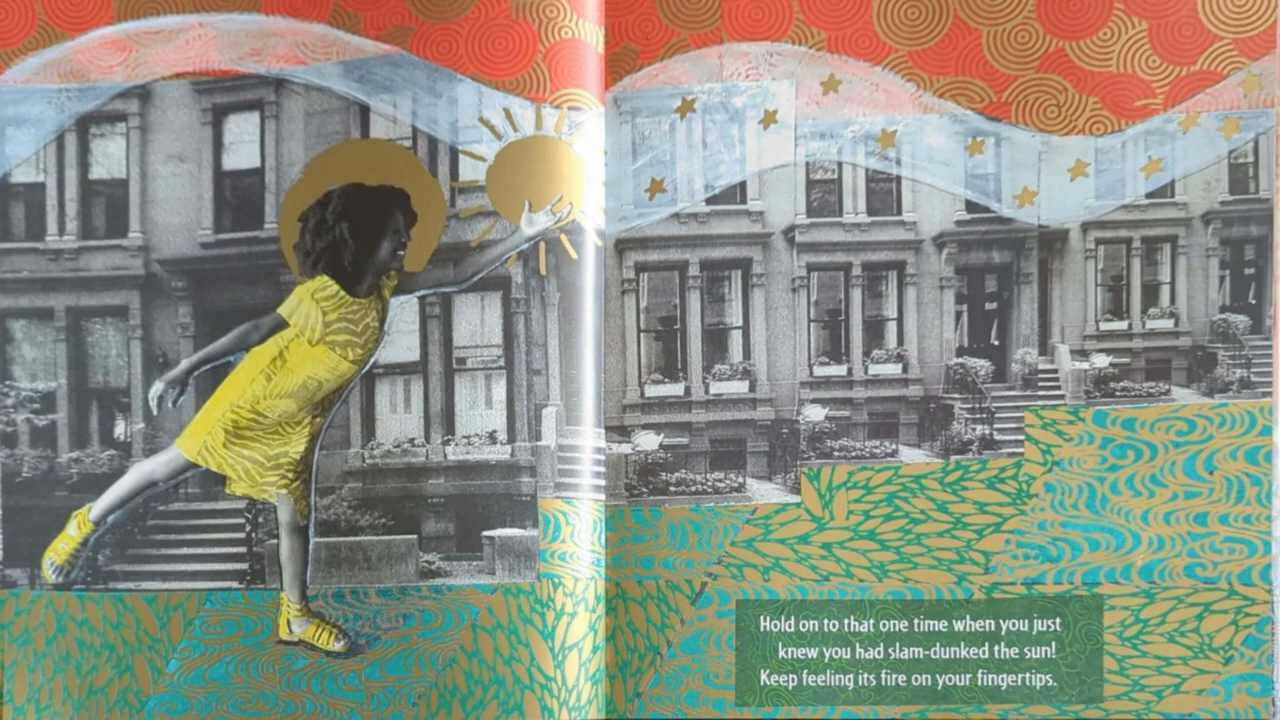 Hold on to that one time when you just
knew you had slam-dunked the sun!
Keep feeling its fire on your fingertips.